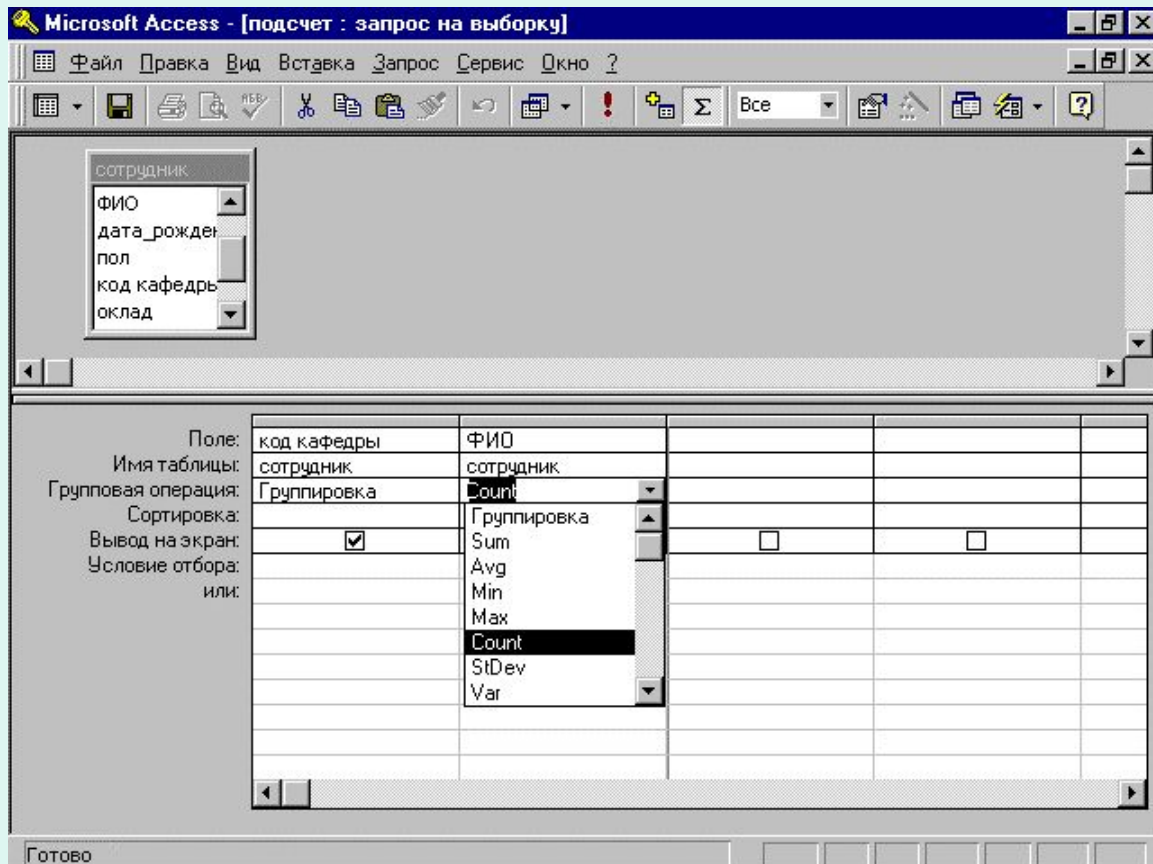 Microsoft Access - [подсчет : запрос на выборку]
Файл Правка Вид Вставка Запрос Сервис Окно ?
Все
сотрудник
ФИО
дата_рожден
пол
код кафедры
оклад
Поле: код кафедры ФИО
Имя таблицы: сотрудник сотрудник
Групповая операция: Группировка Count
Сортировка: Группировка
Вывод на экран: Sum
Условие отбора: Avg
или: Min
Max
Count
StDev
Var
Готово